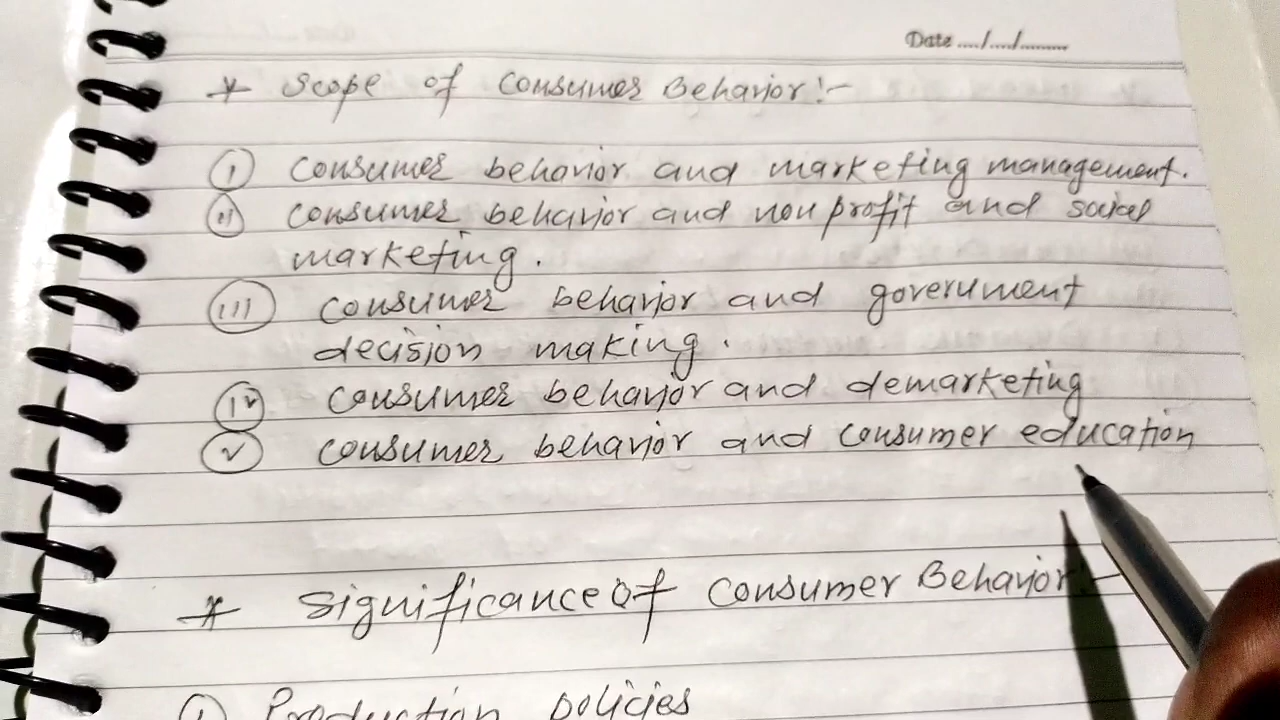 Date ..../..../.........
* Scope of Consumer Behavior:-
(i) Consumer behavior and marketing management.
(ii) Consumer behavior and non profit and social
marketing.
(iii) Consumer behavior and government
decision making.
(iv) Consumer behavior and demarketing
(v) Consumer behavior and consumer education
* Significance of Consumer Behavior:-
(i) Production policies